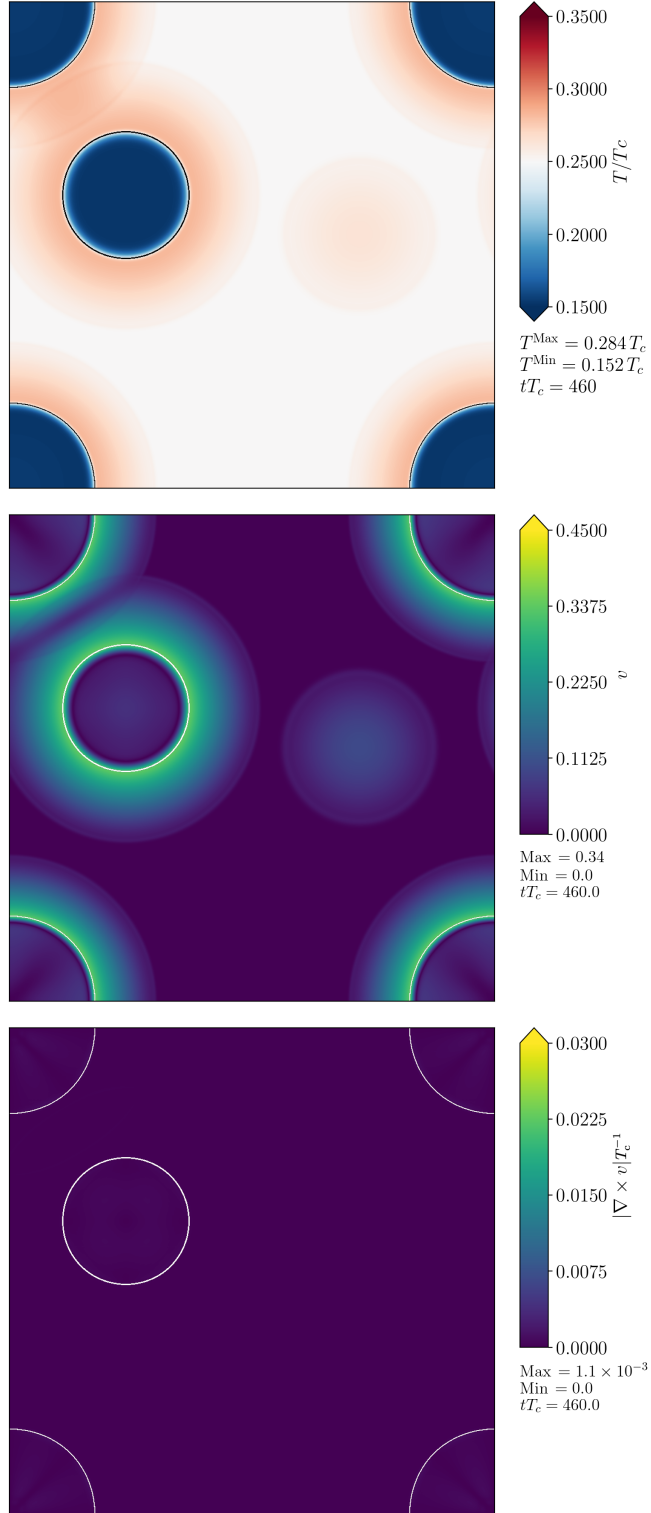 0.3500
0.3000
0.2500
0.2000
0.1500
T/Tc
T^Max = 0.284 T_c
T^Min = 0.152 T_c
tT_c = 460
0.4500
0.3375
0.2250
0.1125
0.0000
v
Max = 0.34
Min = 0.0
tT_c = 460.0
0.0300
0.0225
0.0150
0.0075
0.0000
|∇ × v|T_c^−1
Max = 1.1 × 10^−3
Min = 0.0
tT_c = 460.0